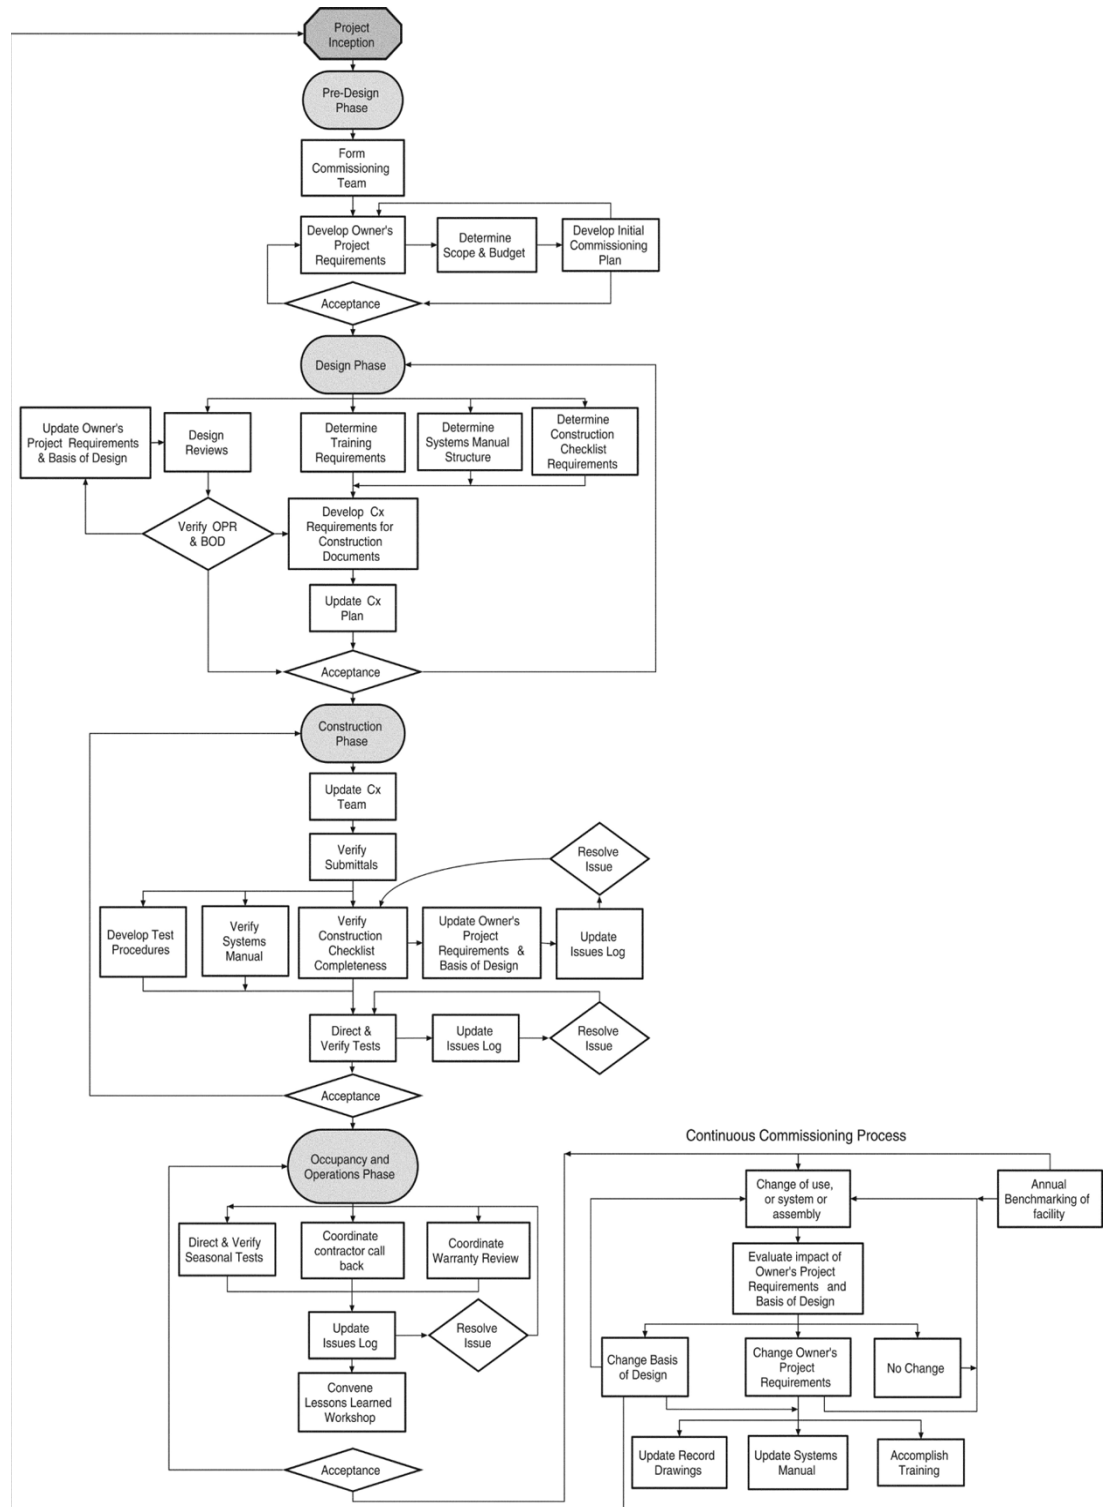 Project
Inception
Pre-Design
Phase
Form
Commissioning
Team
Develop Owner's
Project
Requirements
Determine
Scope & Budget
Develop Initial
Commissioning
Plan
Acceptance
Design Phase
Update Owner's
Project Requirements
& Basis of Design
Design
Reviews
Determine
Training
Requirements
Determine
Systems Manual
Structure
Determine
Construction
Checklist
Requirements
Verify OPR
& BOD
Develop Cx
Requirements for
Construction
Documents
Update Cx
Plan
Acceptance
Construction
Phase
Update Cx
Team
Verify
Submittals
Resolve
Issue
Develop Test
Procedures
Verify
Systems
Manual
Verify
Construction
Checklist
Completeness
Update Owner's
Project
Requirements &
Basis of Design
Update
Issues Log
Direct &
Verify Tests
Update
Issues Log
Resolve
Issue
Acceptance
Occupancy and
Operations Phase
Direct & Verify
Seasonal Tests
Coordinate
contractor call
back
Coordinate
Warranty Review
Update
Issues Log
Resolve
Issue
Convene
Lessons Learned
Workshop
Acceptance
Continuous Commissioning Process
Change of use,
or system or
assembly
Annual
Benchmarking of
facility
Evaluate impact of
Owner's Project
Requirements and
Basis of Design
Change Basis
of Design
Change Owner's
Project
Requirements
No Change
Update Record
Drawings
Update Systems
Manual
Accomplish
Training